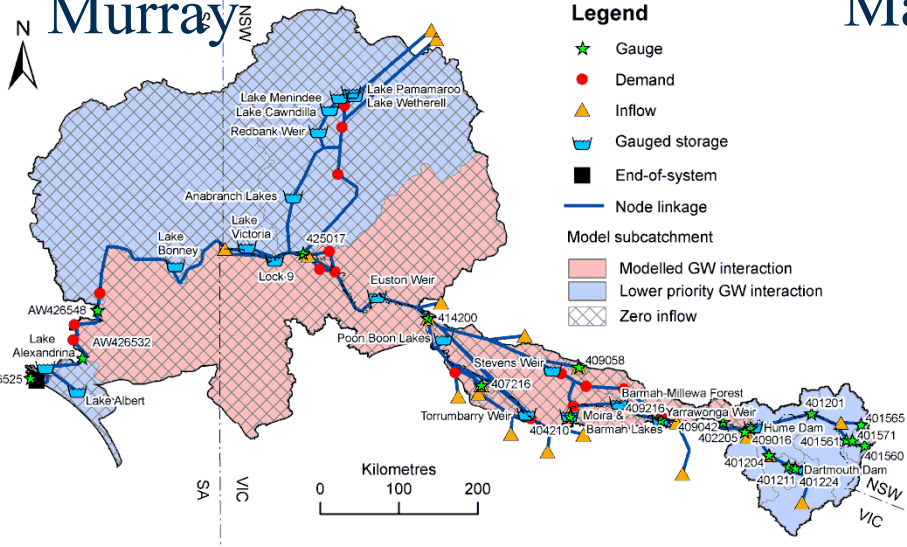 Murray
Ma
N
SA
NSW
Legend
Gauge
Demand
Inflow
Gauged storage
End-of-system
Node linkage
Model subcatchment
Modelled GW interaction
Lower priority GW interaction
Zero inflow
Lake Menindee
Lake Cawndilla
Redbank Weir
Lake Pamamaroo
Lake Wetherell
Anabranch Lakes
Lake
Victoria
425017
Lake
Bonney
Lock 9
Euston Weir
AW426548
414200
AW426532
Lake
Alexandrina
Poon Boon Lakes
Stevens Weir
409058
6525
Lake Albert
407216
Barmah-Millewa Forest
409216
Yarrawonga Weir
401201
401565
Torrumbarry Weir
404210
Moira &
Barmah Lakes
409042
402205
Hume Dam
409016
401561
401571
401560
401204
Dartmouth Dam
401211
401224
Kilometres
0
100
200
SA
VIC
NSW
VIC